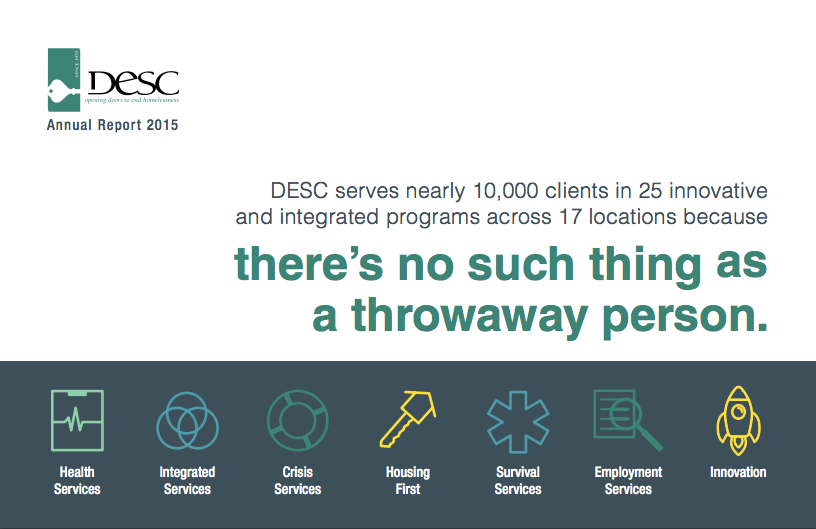 SINCE 1979
DESC
opening doors to end homelessness
Annual Report 2015
DESC serves nearly 10,000 clients in 25 innovative
and integrated programs across 17 locations because
there's no such thing as
a throwaway person.
Health
Services
Integrated
Services
Crisis
Services
Housing
First
Survival
Services
Employment
Services
Innovation